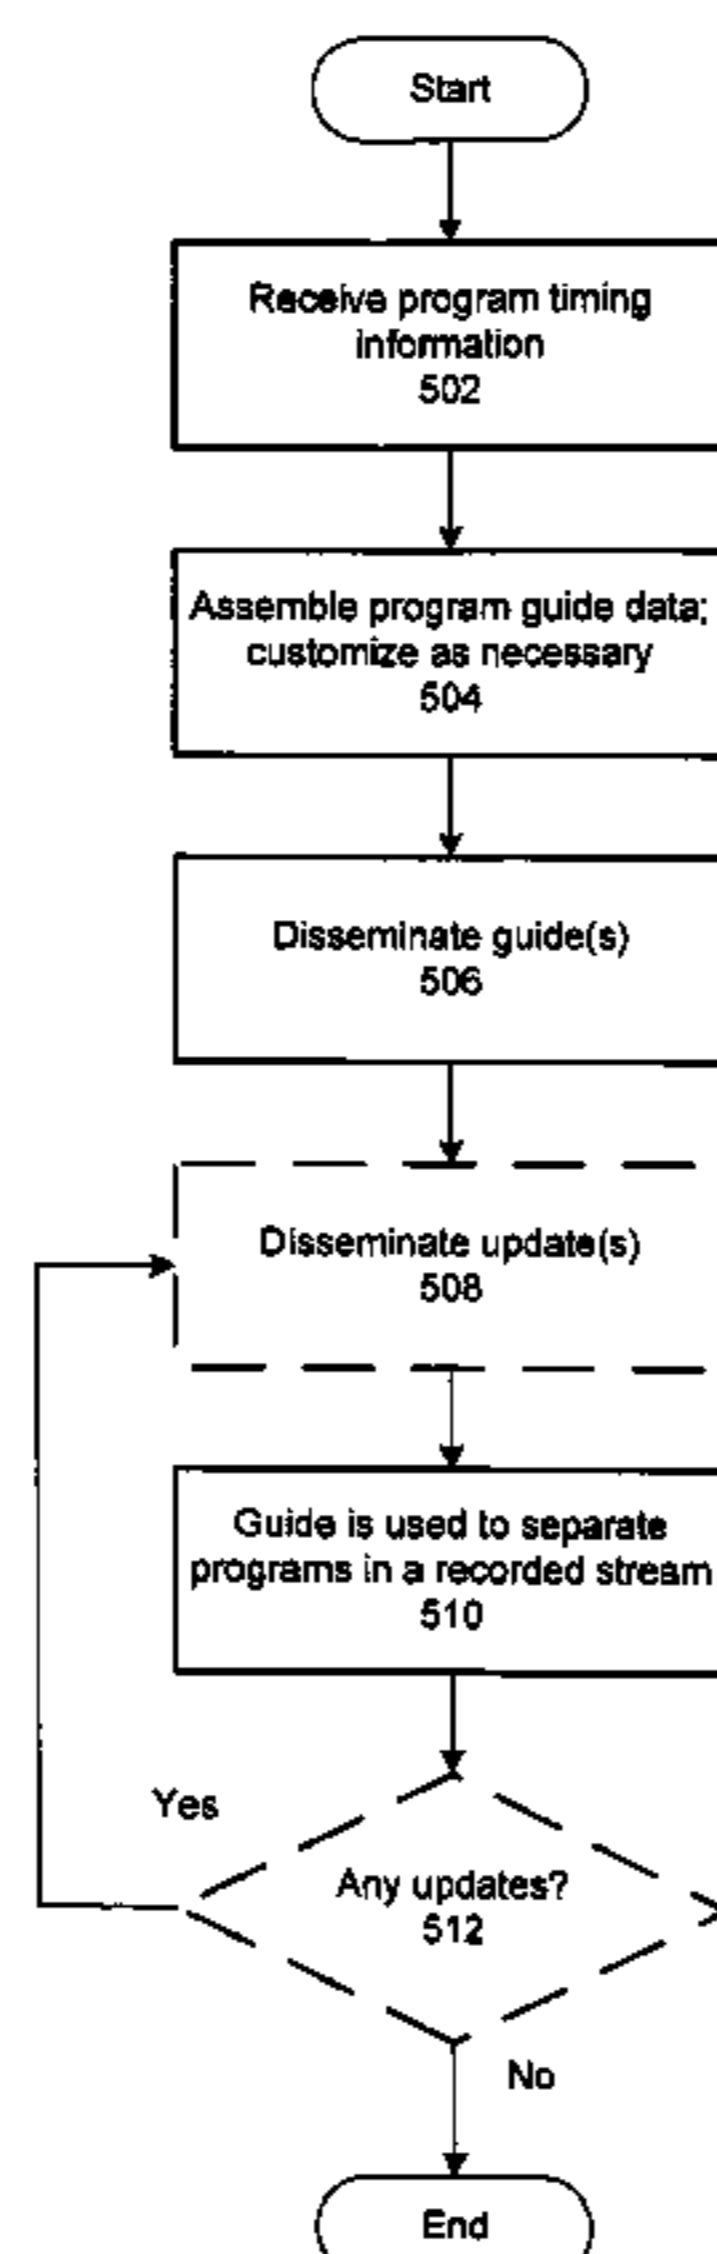 Start
Receive program timing
information
502
Assemble program guide data;
customize as necessary
504
Disseminate guide(s)
506
Disseminate update(s)
508
Guide is used to separate
programs in a recorded stream
510
Yes
Any updates?
512
No
End